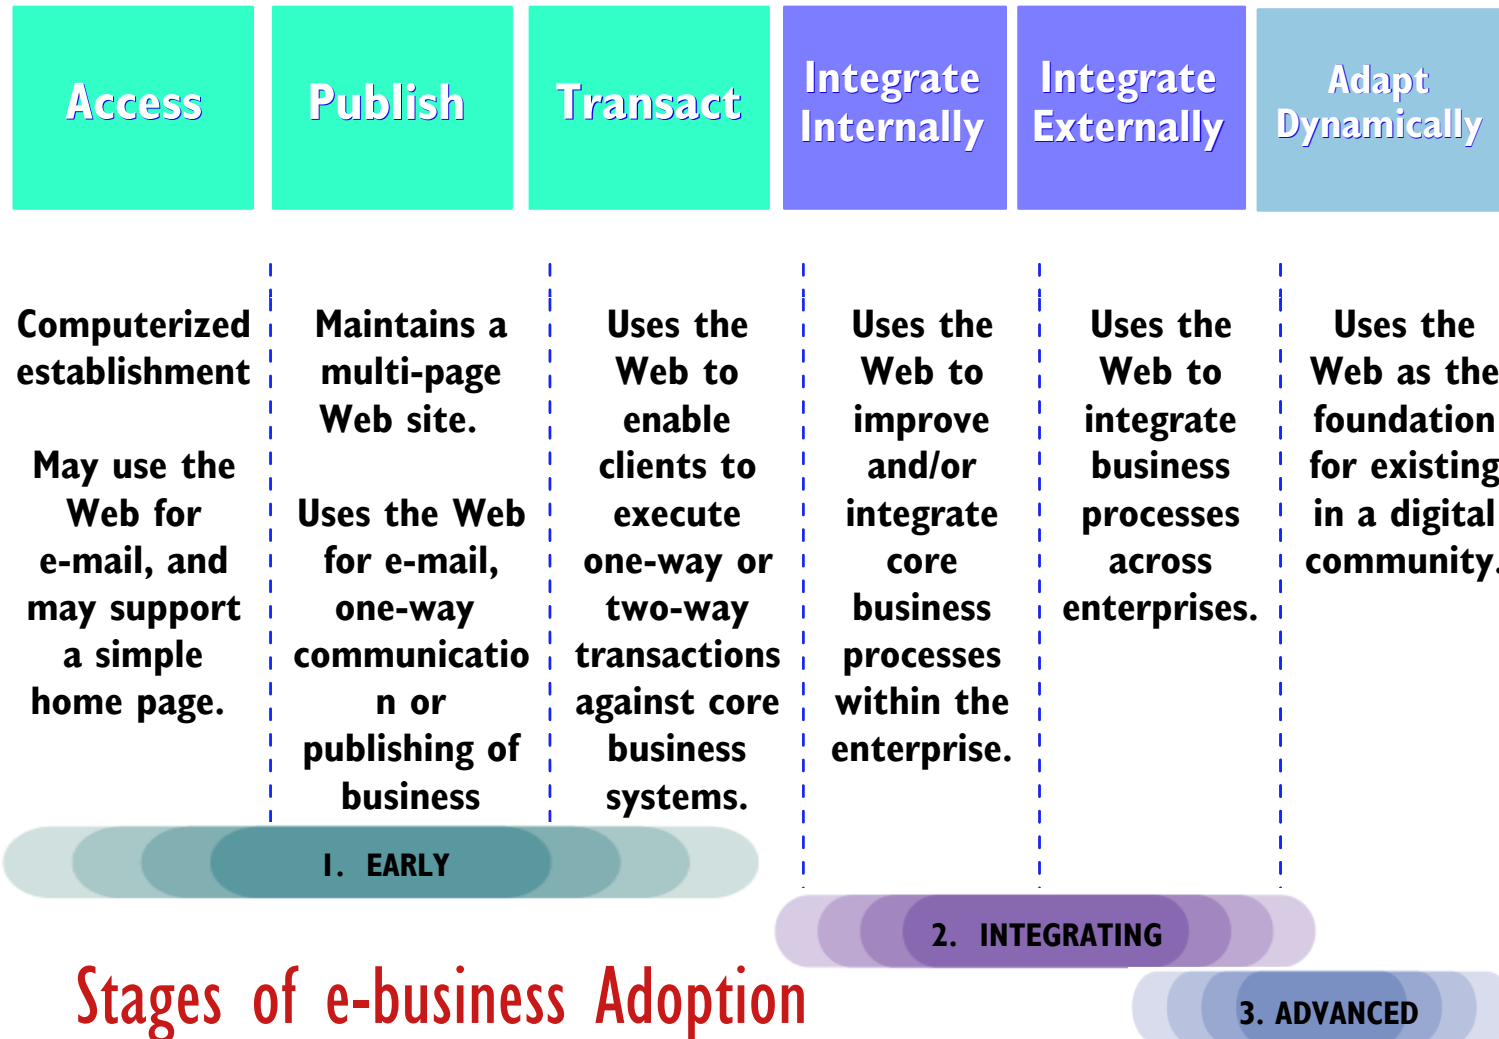 Access
Publish
Transact
Integrate
Internally
Integrate
Externally
Adapt
Dynamically
Computerized
establishment
May use the
Web for
e-mail, and
may support
a simple
home page.
Maintains a
multi-page
Web site.
Uses the Web
for e-mail,
one-way
communicatio
n or
publishing of
business
Uses the
Web to
enable
clients to
execute
one-way or
two-way
transactions
against core
business
systems.
Uses the
Web to
improve
and/or
integrate
core
business
processes
within the
enterprise.
Uses the
Web to
integrate
business
processes
across
enterprises.
Uses the
Web as the
foundation
for existing
in a digital
community.
1. EARLY
2. INTEGRATING
3. ADVANCED
Stages of e-business Adoption